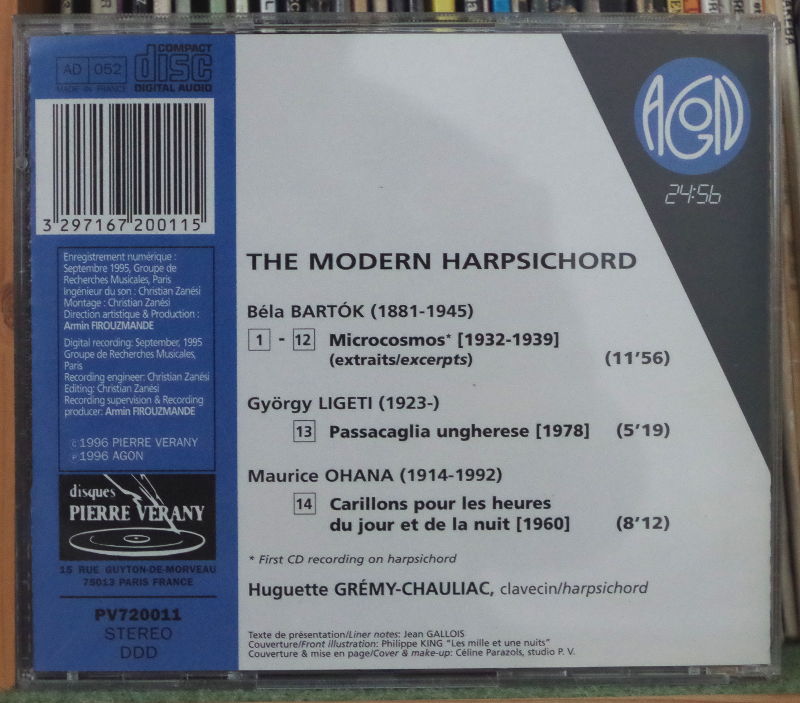 AD 052
MADE IN FRANCE
COMPACT
disc
DIGITAL AUDIO
3 297167 200115
Enregistrement numérique :
Septembre 1995, Groupe de
Recherches Musicales, Paris
Ingénieur du son : Christian Zanési
Montage : Christian Zanési
Direction artistique & Production :
Armin FIROUZMANDE
Digital recording: September, 1995
Groupe de Recherches Musicales,
Paris
Recording engineer: Christian Zanési
Editing: Christian Zanési
Recording supervision & Recording
producer: Armin FIROUZMANDE
© 1996 PIERRE VERANY
℗ 1996 AGON
disques
PIERRE VERANY
15 RUE GUYTON-DE-MORVEAU
75013 PARIS FRANCE
PV720011
STEREO
DDD
AGON
24:56
THE MODERN HARPSICHORD
Béla BARTÓK (1881-1945)
1 - 12 Microcosmos* [1932-1939]
(extraits/excerpts) (11'56)
György LIGETI (1923-)
13 Passacaglia ungherese [1978] (5'19)
Maurice OHANA (1914-1992)
14 Carillons pour les heures
du jour et de la nuit [1960] (8'12)
* First CD recording on harpsichord
Huguette GRÉMY-CHAULIAC, clavecin/harpsichord
Texte de présentation/Liner notes: Jean GALLOIS
Couverture/Front illustration: Philippe KING "Les mille et une nuits"
Couverture & mise en page/Cover & make-up: Céline Parazols, studio P. V.